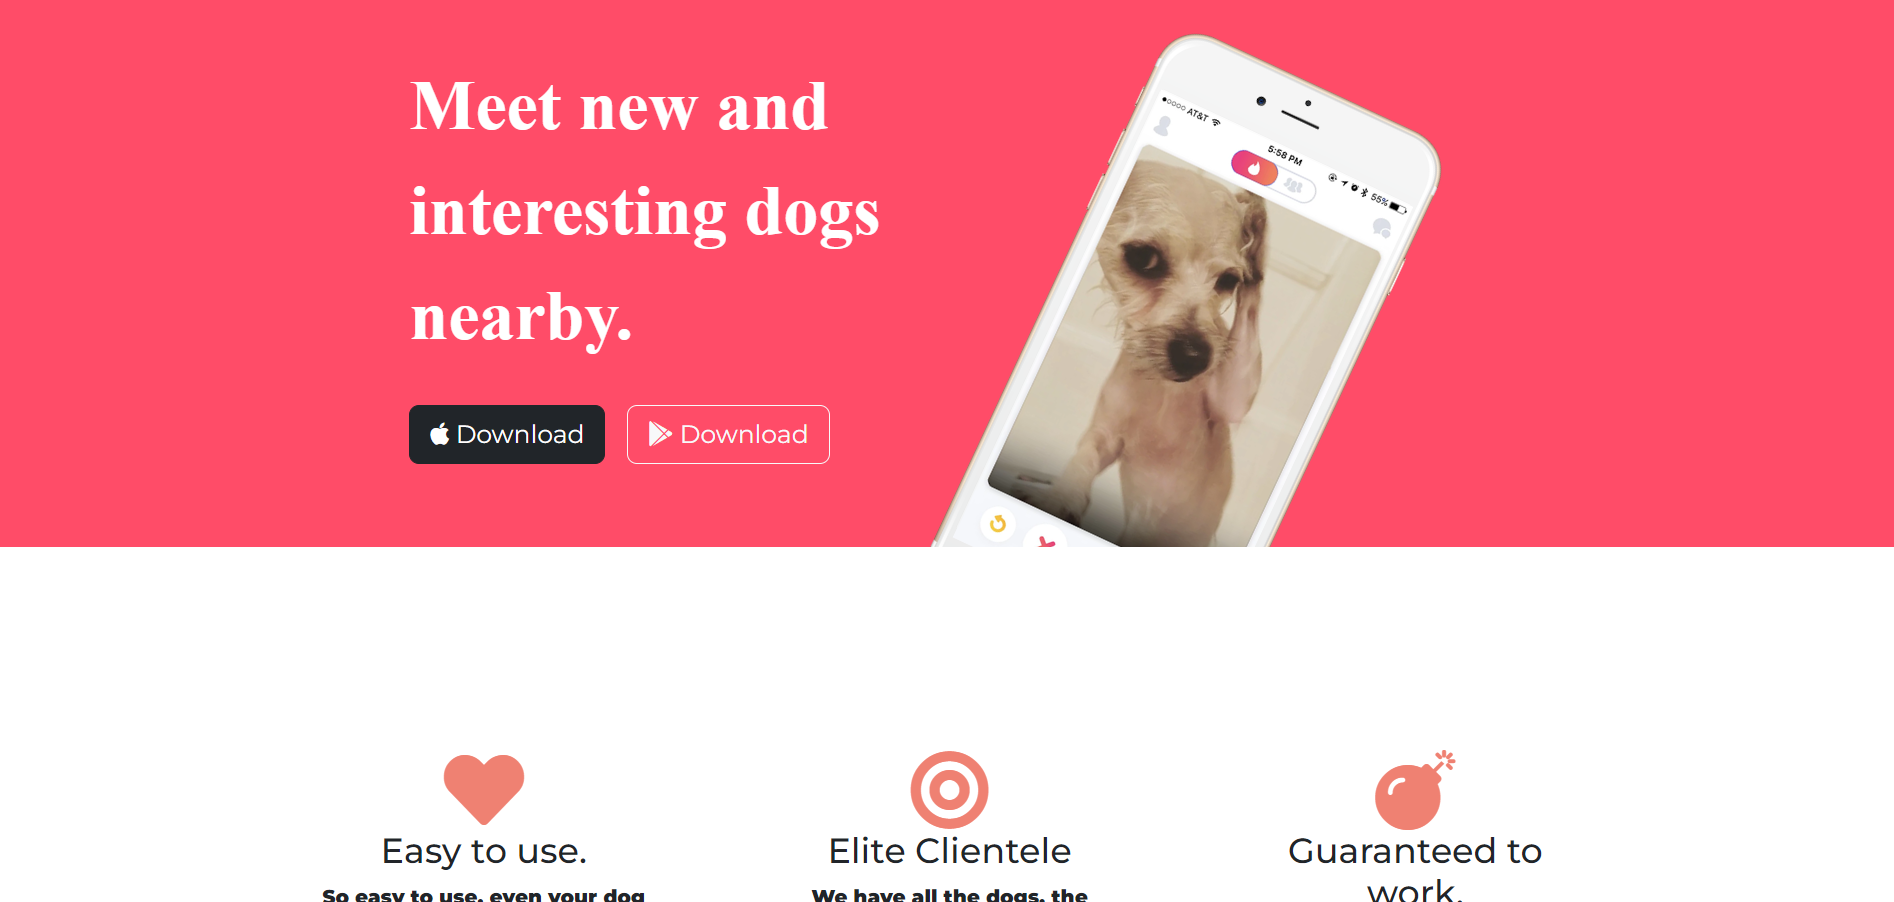 Meet new and
interesting dogs
nearby.
Download
Download
AT&T
5:58 PM
55%
Easy to use.
Elite Clientele
Guaranteed to
work.
So easy to use, even your dog
We have all the dogs, the